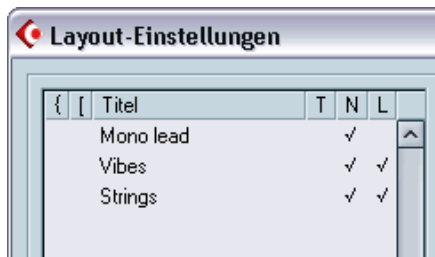 Layout-Einstellungen
{ [ Titel T N L
Mono lead √
Vibes √ √
Strings √ √